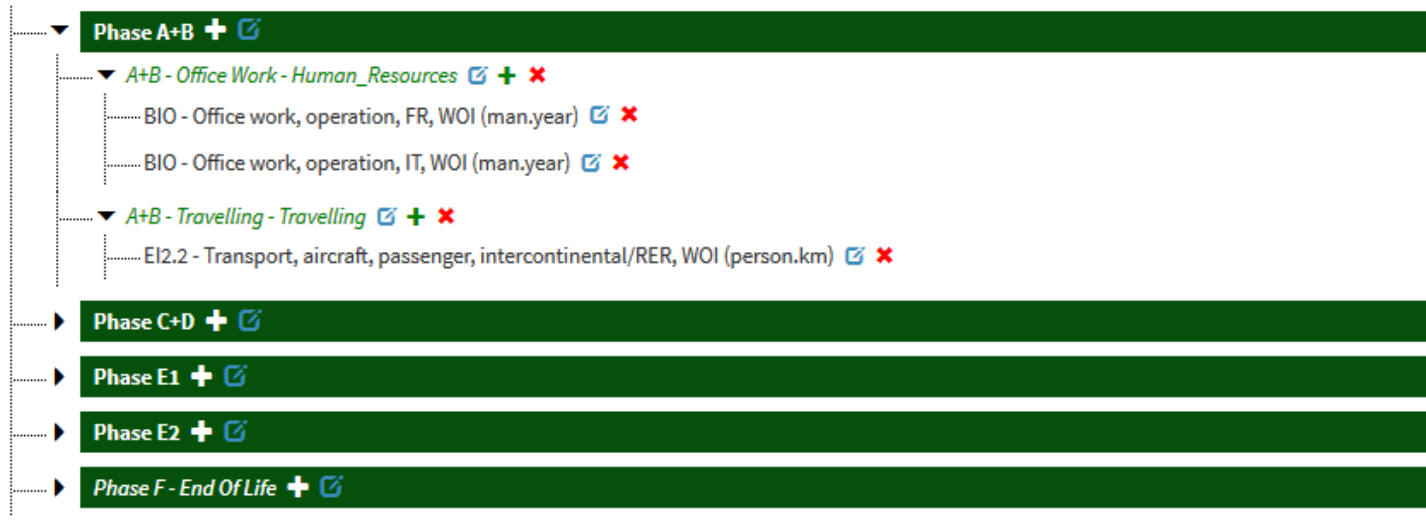 Phase A+B
A+B - Office Work - Human_Resources
BIO - Office work, operation, FR, WOI (man.year)
BIO - Office work, operation, IT, WOI (man.year)
A+B - Travelling - Travelling
EI2.2 - Transport, aircraft, passenger, intercontinental/RER, WOI (person.km)
Phase C+D
Phase E1
Phase E2
Phase F - End Of Life